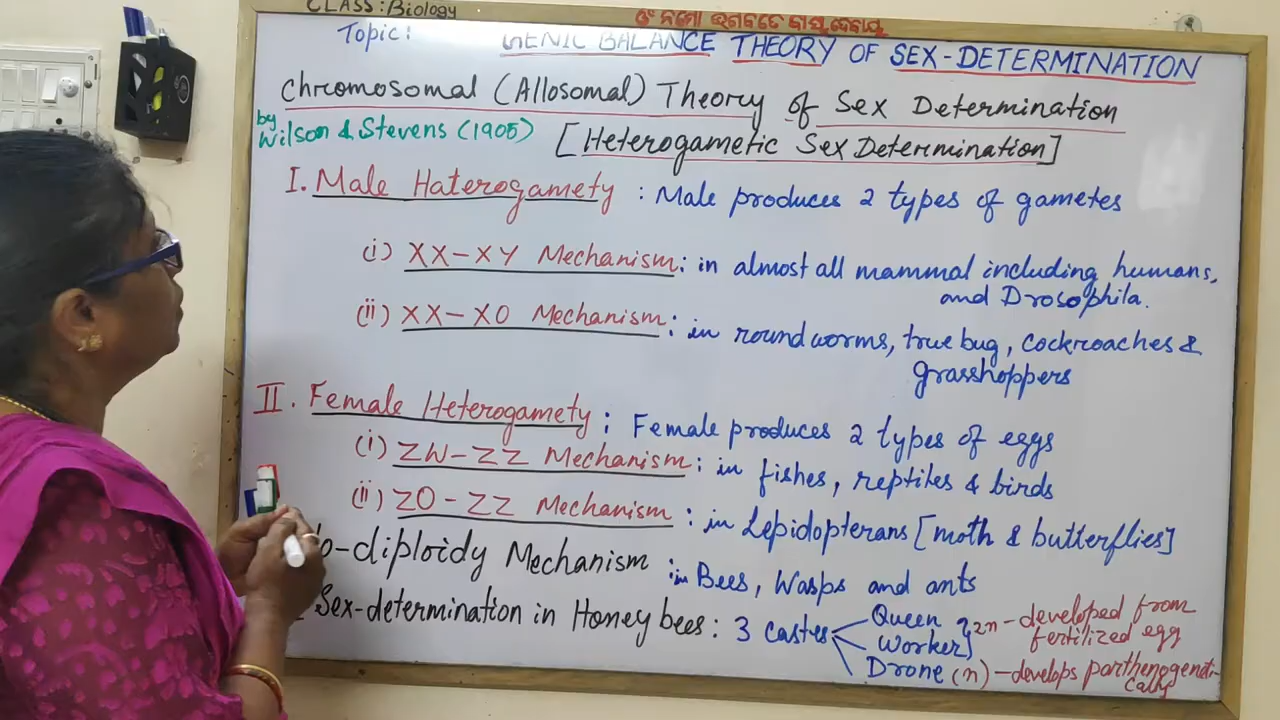 CLASS: Biology
ଓଁ ନମୋ ଭଗବତେ ବାସୁଦେବାୟ
Topic: GENIC BALANCE THEORY OF SEX-DETERMINATION
Chromosomal (Allosomal) Theory of Sex Determination
by Wilson & Stevens (1905) [Heterogametic Sex Determination]
I. Male Haterogamety : Male produces 2 types of gametes
(i) XX-XY Mechanism: in almost all mammal including humans,
and Drosophila.
(ii) XX-XO Mechanism: in roundworms, true bug, cockroaches &
grasshoppers
II. Female Heterogamety : Female produces 2 types of eggs
(i) ZW-ZZ Mechanism: in fishes, reptiles & birds
(ii) ZO-ZZ Mechanism : in Lepidopterans [moth & butterflies]
o-diploidy Mechanism : in Bees, Wasps and ants
Sex-determination in Honey bees: 3 castes
Queen
Worker
2n - developed from
fertilized egg
Drone (n) - develops parthenogeneti-
cally